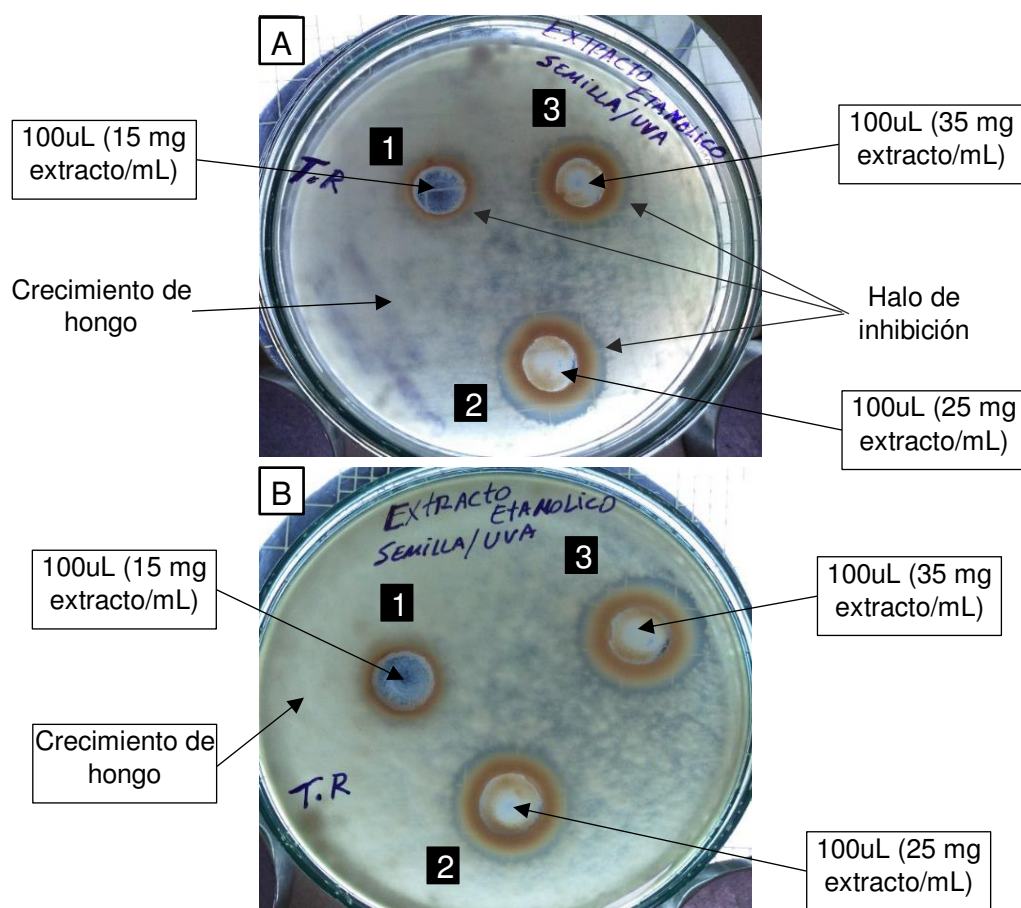 A
EXTRACTO
ETANOLICO
SEMILLA/UVA
3
100uL (15 mg
extracto/mL)
1
100uL (35 mg
extracto/mL)
T.R
Crecimiento de
hongo
Halo de
inhibición
2
100uL (25 mg
extracto/mL)
B
EXTRACTO
ETANOLICO
SEMILLA/UVA
3
100uL (15 mg
extracto/mL)
1
100uL (35 mg
extracto/mL)
Crecimiento de
hongo
T.R
2
100uL (25 mg
extracto/mL)